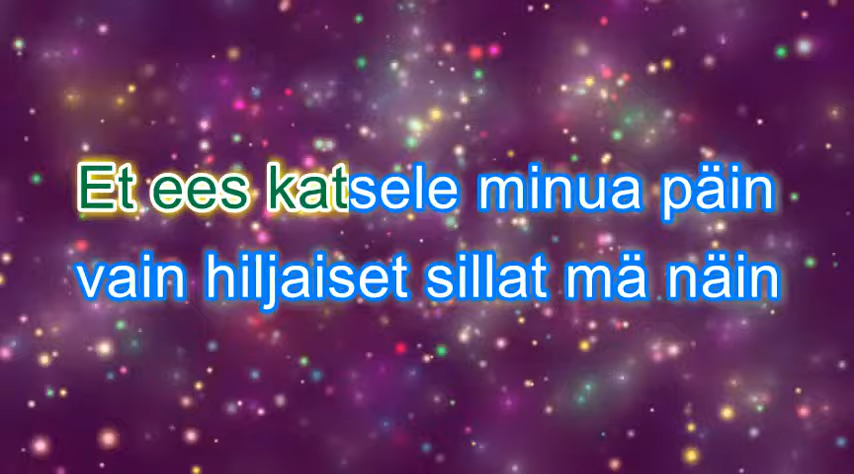 Et ees katsele minua päin
vain hiljaiset sillat mä näin